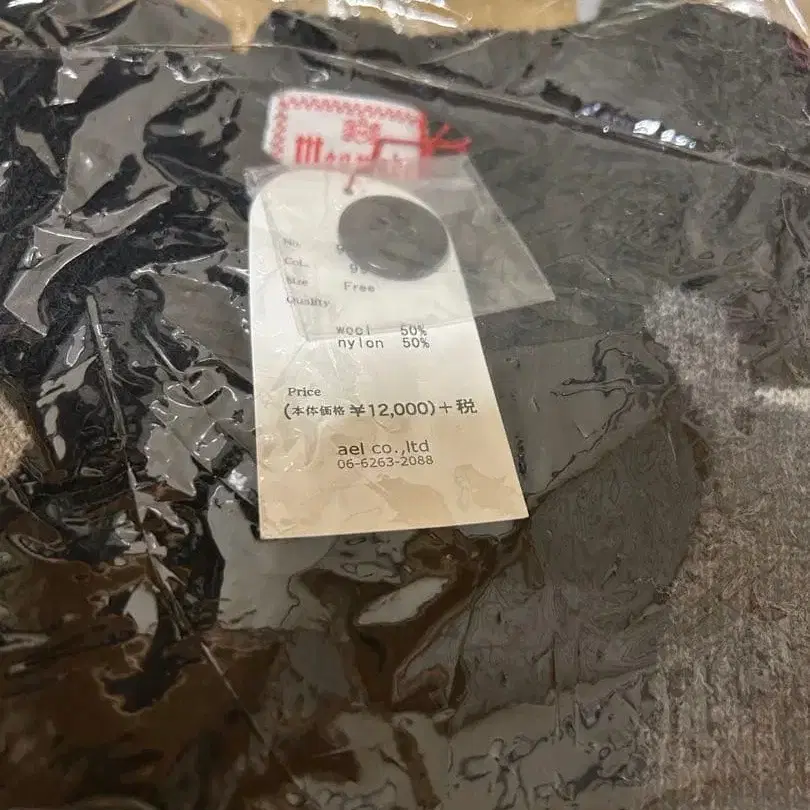 No.
Col.
Size Free
Quality
wool 50%
nylon 50%
Price
(本体価格 ¥12,000)+税
ael co.,ltd
06-6263-2088